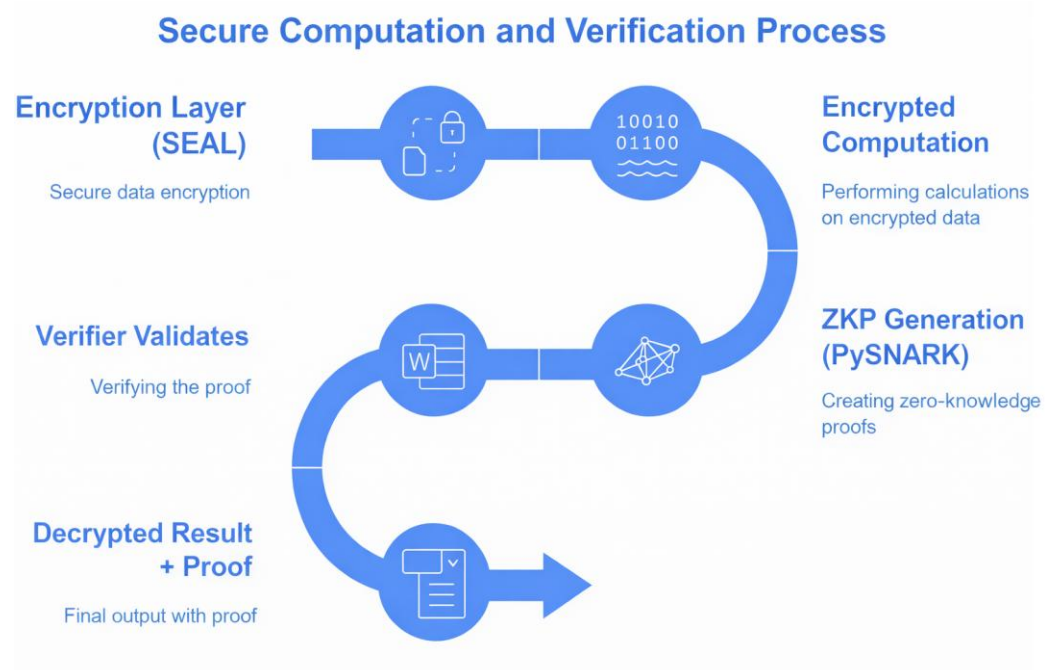 Secure Computation and Verification Process
Encryption Layer
(SEAL)
Secure data encryption
10010
01100
Encrypted
Computation
Performing calculations
on encrypted data
ZKP Generation
(PySNARK)
Creating zero-knowledge
proofs
Verifier Validates
Verifying the proof
W
Decrypted Result
+ Proof
Final output with proof